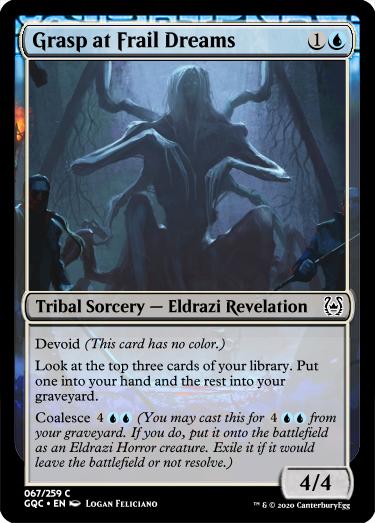 Grasp at Frail Dreams 1
Tribal Sorcery — Eldrazi Revelation
Devoid (This card has no color.)
Look at the top three cards of your library. Put
one into your hand and the rest into your
graveyard.
Coalesce 4 (You may cast this for 4 from
your graveyard. If you do, put it onto the battlefield
as an Eldrazi Horror creature. Exile it if it would
leave the battlefield or not resolve.)
4/4
067/259 C
GQC • EN Logan Feliciano
™ & © 2020 CanterburyEgg